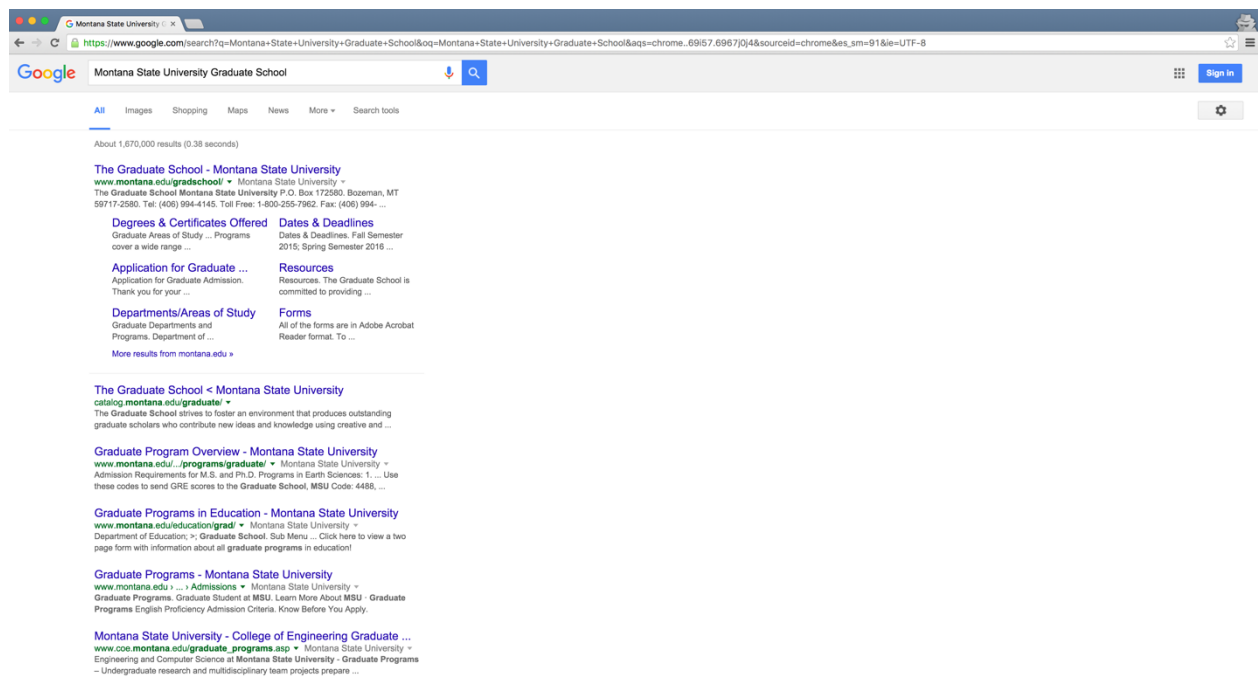 Montana State University G
https://www.google.com/search?q=Montana+State+University+Graduate+School&oq=Montana+State+University+Graduate+School&aqs=chrome..69i57.6967j0j4&sourceid=chrome&es_sm=91&ie=UTF-8
Google Montana State University Graduate School Sign in
All Images Shopping Maps News More Search tools
About 1,670,000 results (0.38 seconds)
The Graduate School - Montana State University
www.montana.edu/gradschool/ Montana State University
The Graduate School Montana State University P.O. Box 172580. Bozeman, MT
59717-2580. Tel: (406) 994-4145. Toll Free: 1-800-255-7962. Fax: (406) 994- ...
Degrees & Certificates Offered
Graduate Areas of Study ... Programs
cover a wide range ...
Dates & Deadlines
Dates & Deadlines. Fall Semester
2015; Spring Semester 2016 ...
Application for Graduate ...
Application for Graduate Admission.
Thank you for your ...
Resources
Resources. The Graduate School is
committed to providing ...
Departments/Areas of Study
Graduate Departments and
Programs. Department of ...
Forms
All of the forms are in Adobe Acrobat
Reader format. To ...
More results from montana.edu »
The Graduate School < Montana State University
catalog.montana.edu/graduate/
The Graduate School strives to foster an environment that produces outstanding
graduate scholars who contribute new ideas and knowledge using creative and ...
Graduate Program Overview - Montana State University
www.montana.edu/.../programs/graduate/ Montana State University
Admission Requirements for M.S. and Ph.D. Programs in Earth Sciences: 1. ... Use
these codes to send GRE scores to the Graduate School, MSU Code: 4488, ...
Graduate Programs in Education - Montana State University
www.montana.edu/education/grad/ Montana State University
Department of Education; >; Graduate School. Sub Menu ... Click here to view a two
page form with information about all graduate programs in education!
Graduate Programs - Montana State University
www.montana.edu › ... › Admissions Montana State University
Graduate Programs. Graduate Student at MSU. Learn More About MSU · Graduate
Programs English Proficiency Admission Criteria. Know Before You Apply.
Montana State University - College of Engineering Graduate ...
www.coe.montana.edu/graduate_programs.asp Montana State University
Engineering and Computer Science at Montana State University - Graduate Programs
– Undergraduate research and multidisciplinary team projects prepare ...